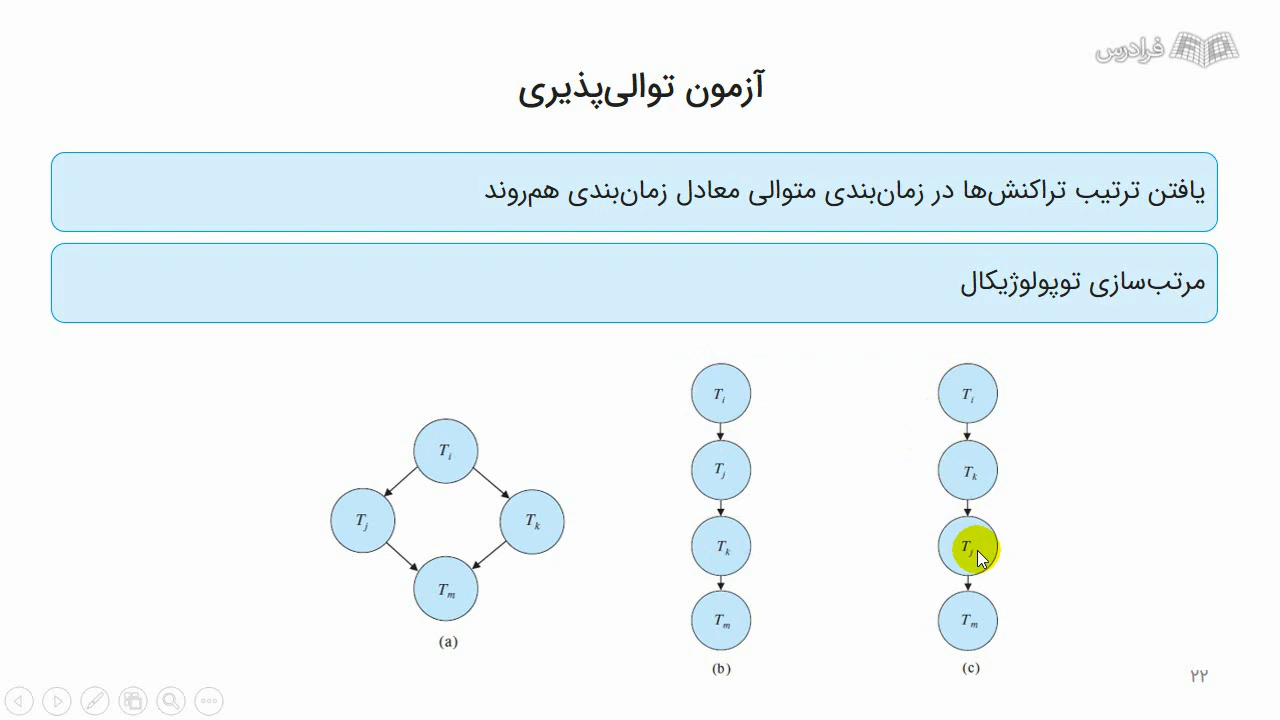 فرادرس
آزمون توالی‌پذیری
یافتن ترتیب تراکنش‌ها در زمان‌بندی متوالی معادل زمان‌بندی هم‌روند
مرتب‌سازی توپولوژیکال
Ti
Tj
Tk
Tm
(a)
Ti
Tj
Tk
Tm
(b)
Ti
Tk
Tj
Tm
(c)
۲۲